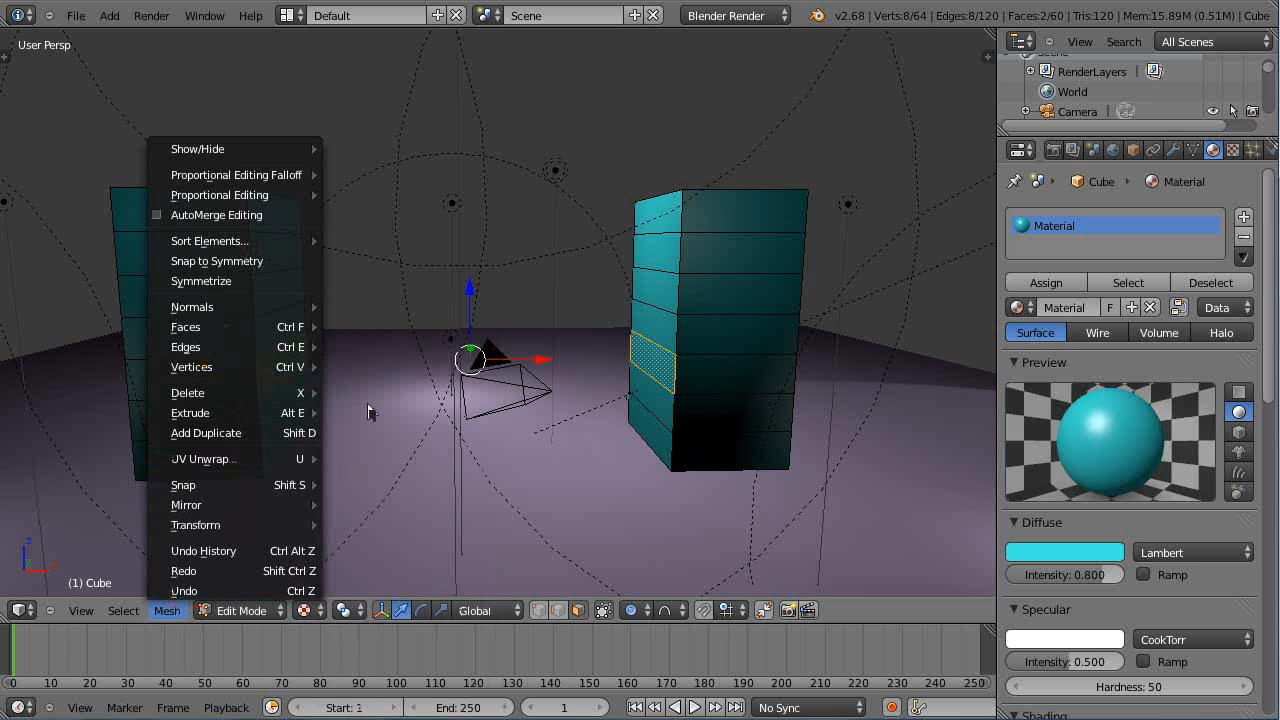 File Add Render Window Help Default Scene Blender Render v2.68 | Verts:8/64 | Edges:8/120 | Faces:2/60 | Tris:120 | Mem:15.89M (0.51M) | Cube
User Persp
View Search All Scenes
RenderLayers |
World
Camera |
Cube Material
Material
Assign Select Deselect
Material F Data
Surface Wire Volume Halo
Preview
Diffuse
Lambert
Intensity: 0.800 Ramp
Specular
CookTorr
Intensity: 0.500 Ramp
Hardness: 50
Shading
Show/Hide
Proportional Editing Falloff
Proportional Editing
AutoMerge Editing
Sort Elements...
Snap to Symmetry
Symmetrize
Normals
Faces Ctrl F
Edges Ctrl E
Vertices Ctrl V
Delete X
Extrude Alt E
Add Duplicate Shift D
UV Unwrap... U
Snap Shift S
Mirror
Transform
Undo History Ctrl Alt Z
Redo Shift Ctrl Z
Undo Ctrl Z
z
y x
(1) Cube
View Select Mesh Edit Mode Global
0 10 20 30 40 50 60 70 80 90 100 110 120 130 140 150 160 170 180 190 200 210 220 230 240 250
View Marker Frame Playback Start: 1 End: 250 1 No Sync